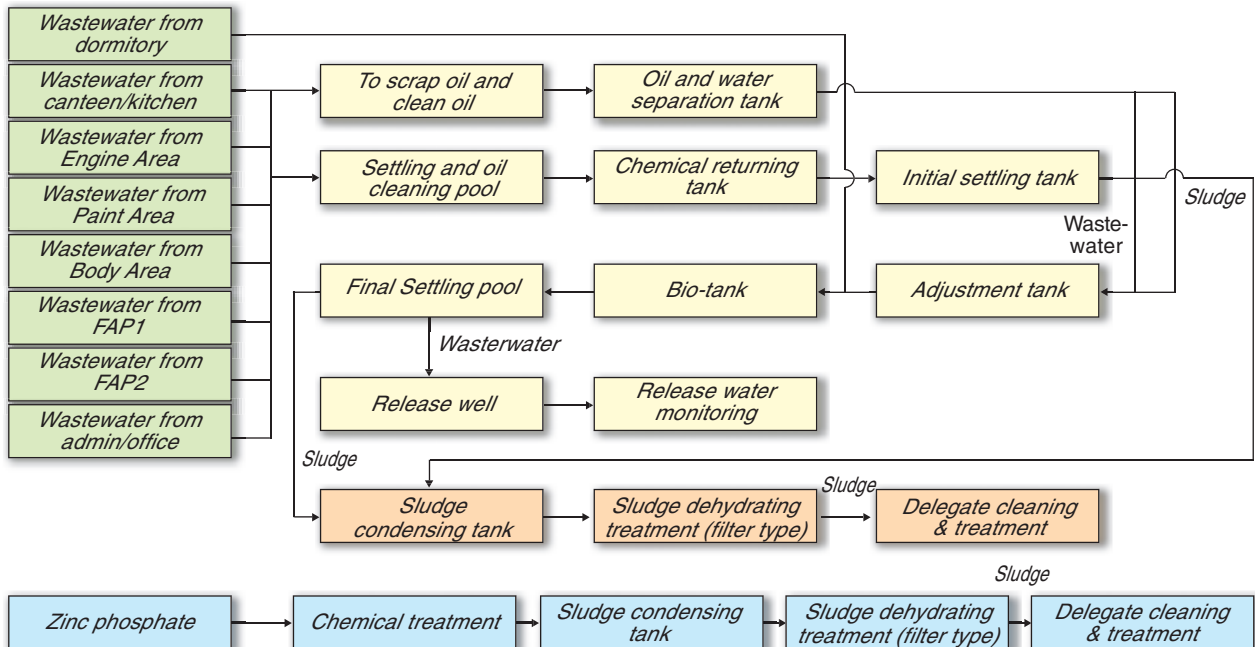 Wastewater from
dormitory
Wastewater from
canteen/kitchen
Wastewater from
Engine Area
Wastewater from
Paint Area
Wastewater from
Body Area
Wastewater from
FAP1
Wastewater from
FAP2
Wastewater from
admin/office
To scrap oil and
clean oil
Oil and water
separation tank
Settling and oil
cleaning pool
Chemical returning
tank
Initial settling tank
Sludge
Waste-
water
Final Settling pool
Bio-tank
Adjustment tank
Wasterwater
Release well
Release water
monitoring
Sludge
Sludge
condensing tank
Sludge dehydrating
treatment (filter type)
Sludge
Delegate cleaning
& treatment
Zinc phosphate
Chemical treatment
Sludge condensing
tank
Sludge dehydrating
treatment (filter type)
Sludge
Delegate cleaning
& treatment